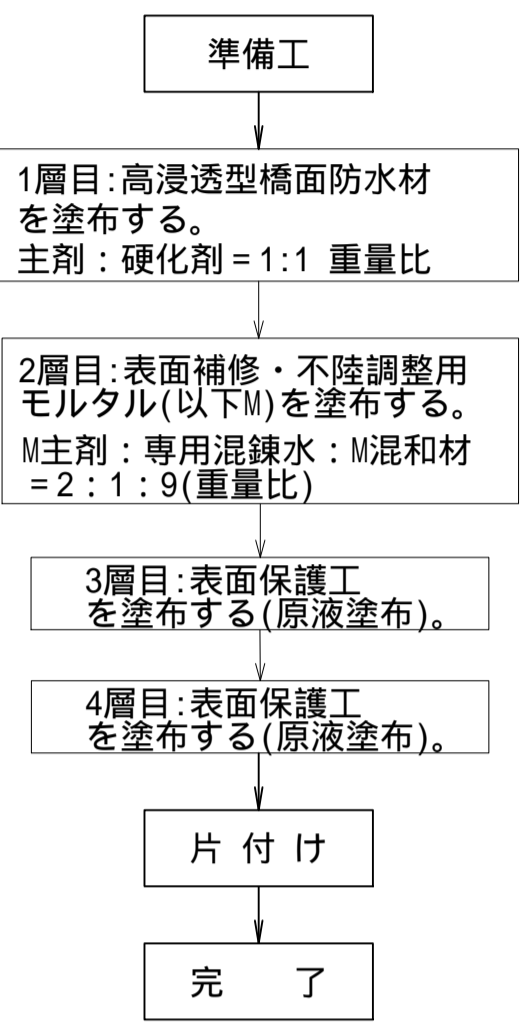 準備工
1層目:高浸透型橋面防水材
を塗布する。
主剤：硬化剤＝1:1 重量比
2層目:表面補修・不陸調整用
モルタル(以下M)を塗布する。
M主剤：専用混錬水：M混和材
＝2：1：9(重量比)
3層目:表面保護工
を塗布する(原液塗布)。
4層目:表面保護工
を塗布する(原液塗布)。
片 付 け
完　　了